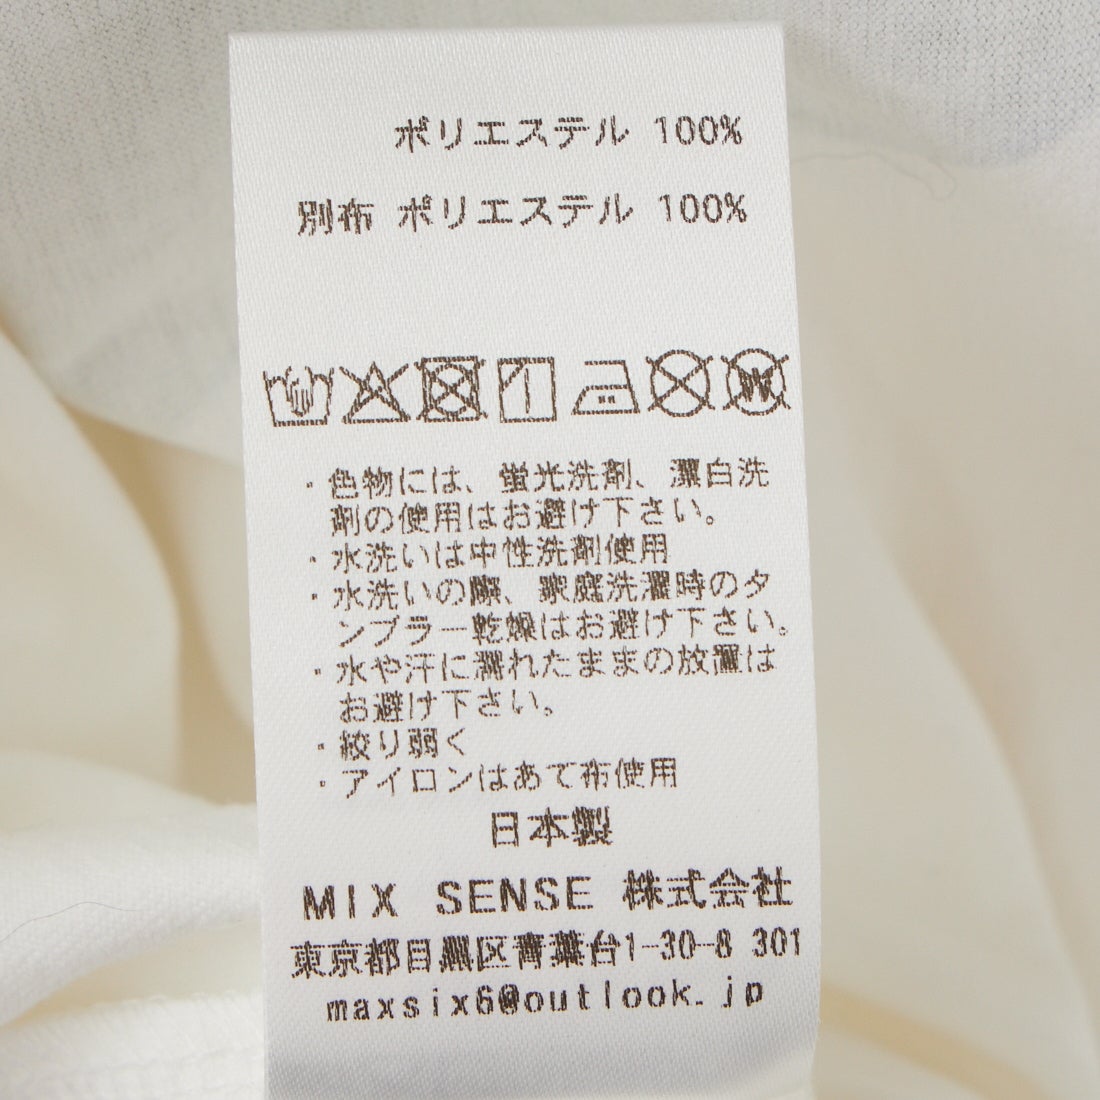 ポリエステル 100%
別布 ポリエステル 100%
W
・色物には、蛍光洗剤、漂白洗
剤の使用はお避け下さい。
・水洗いは中性洗剤使用
・水洗いの際、家庭洗濯時のタ
ンブラー乾燥はお避け下さい。
・水や汗に濡れたままの放置は
お避け下さい。
・絞り弱く
・アイロンはあて布使用
日本製
MIX SENSE 株式会社
東京都目黒区青葉台1-30-8 301
maxsix6@outlook.jp